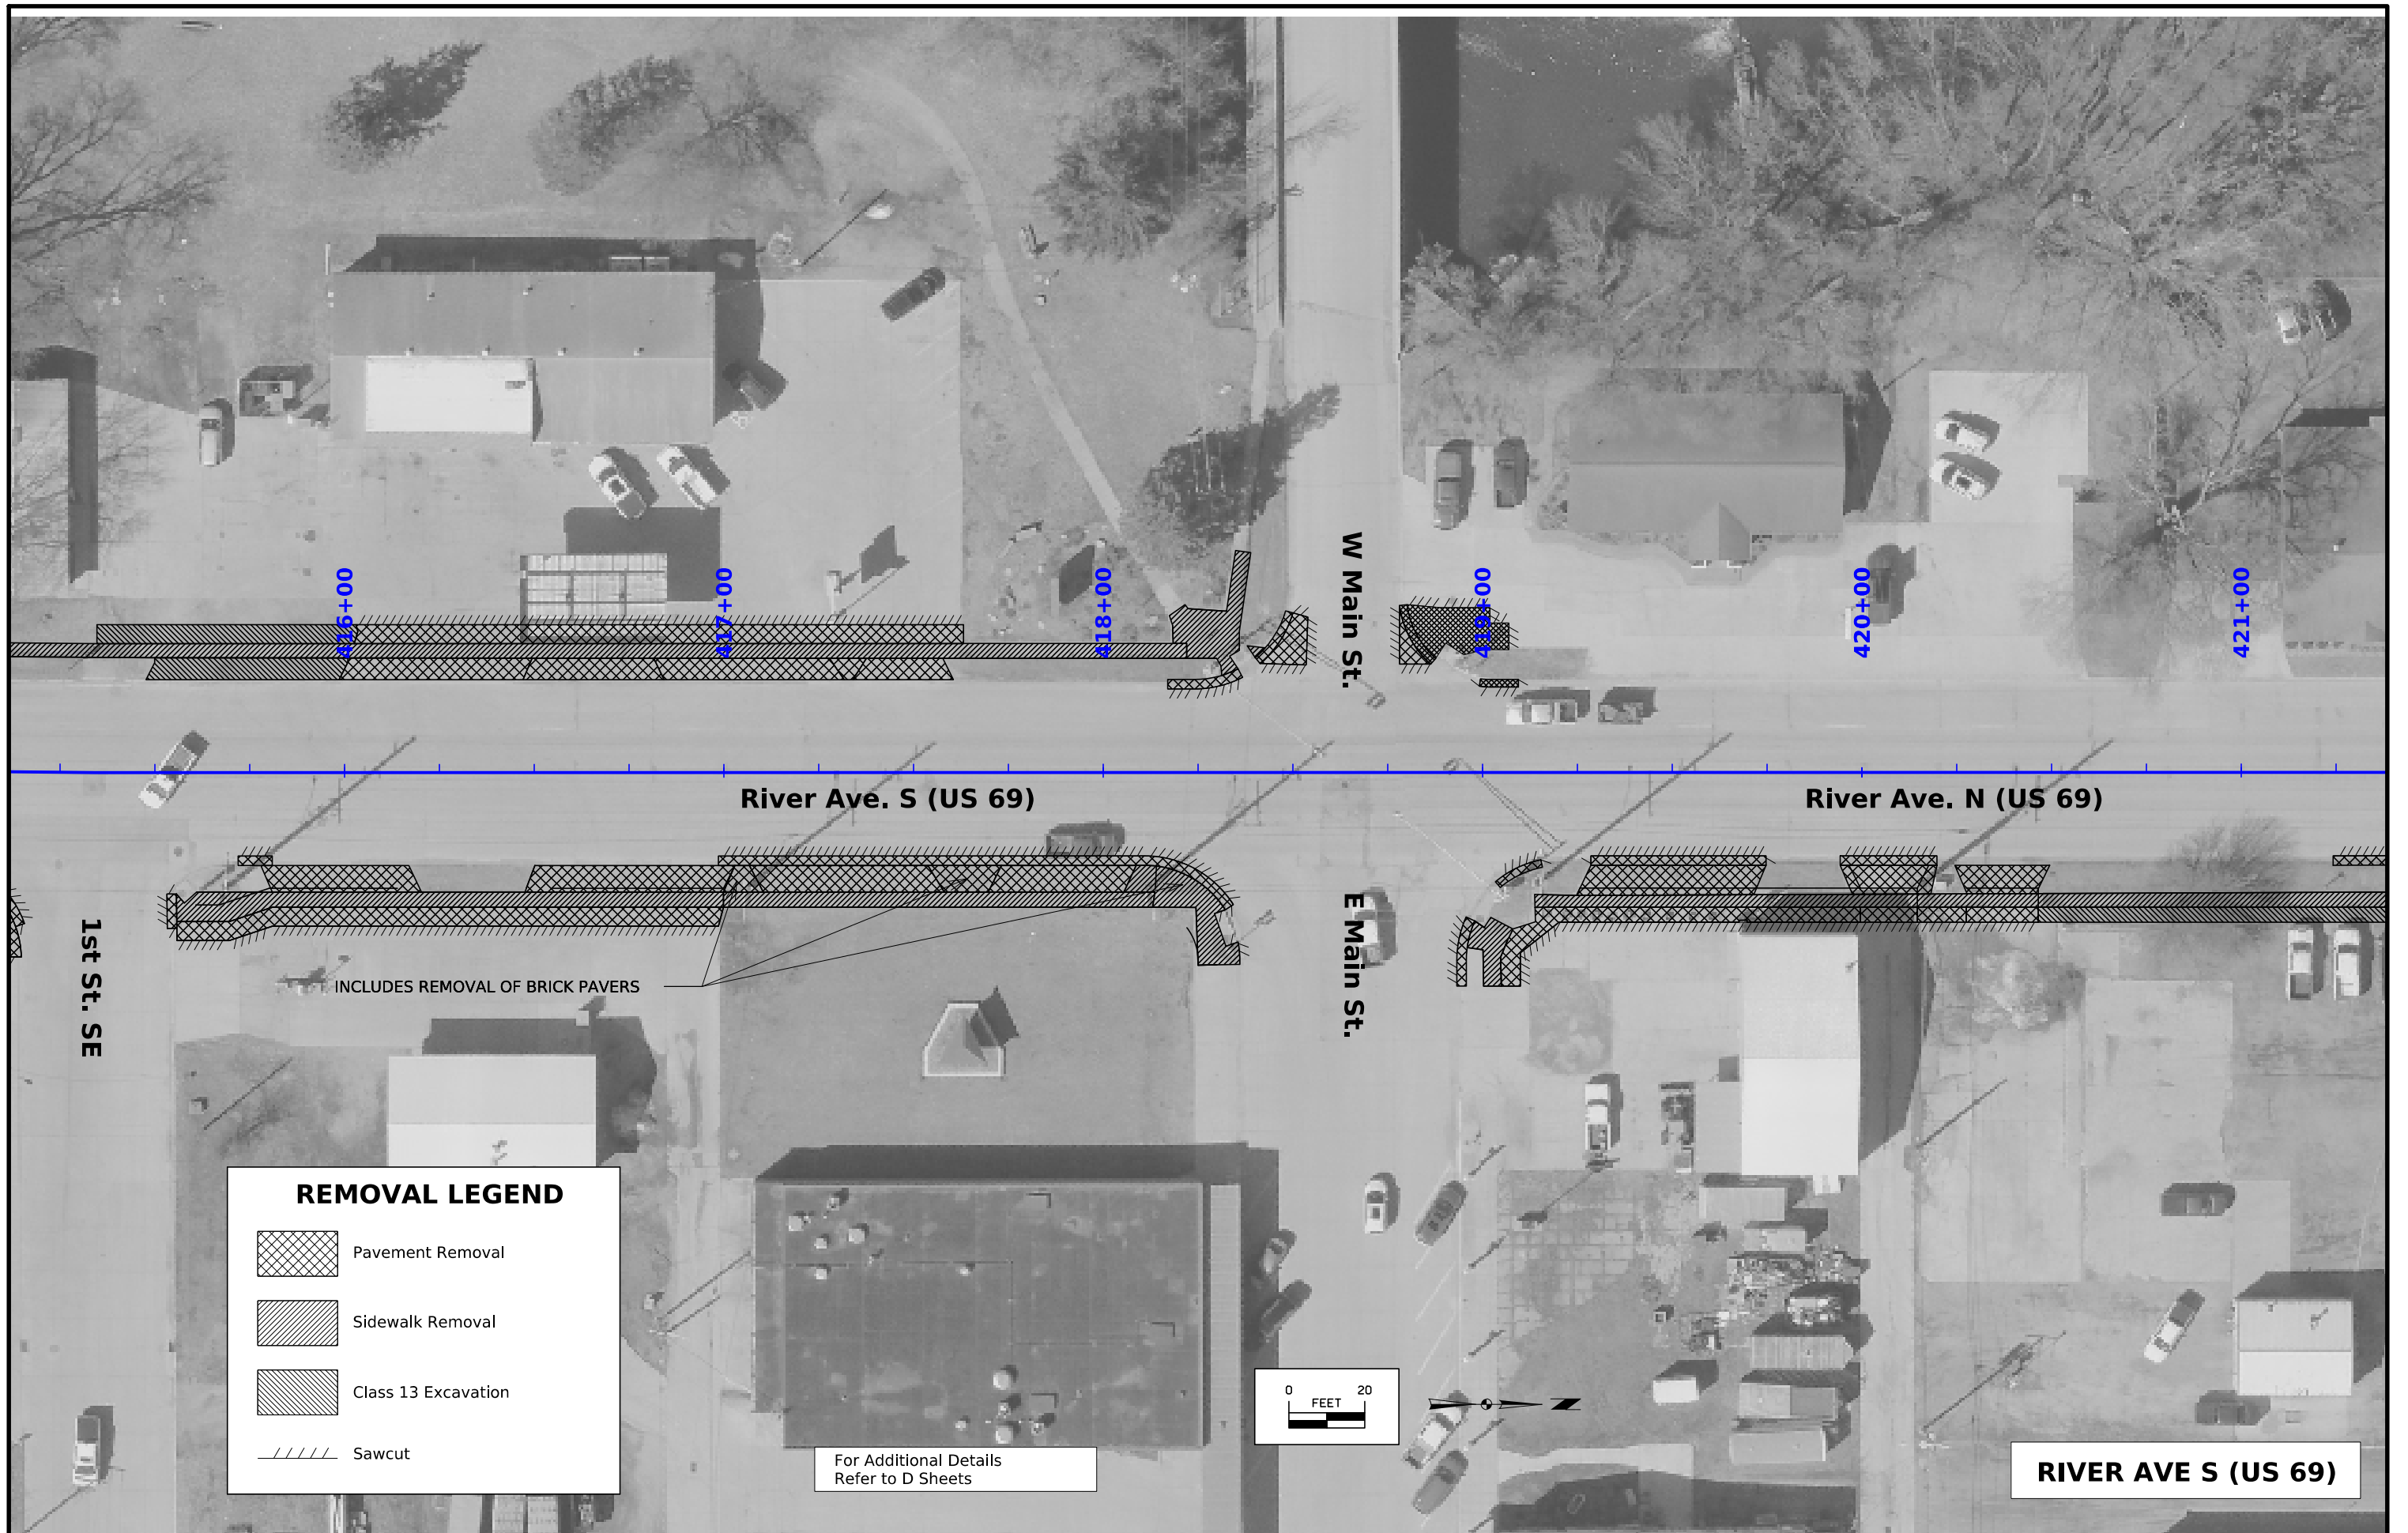 W Main St.
416+00
417+00
418+00
419+00
420+00
421+00
River Ave. S (US 69)
River Ave. N (US 69)
1st St. SE
E Main St.
INCLUDES REMOVAL OF BRICK PAVERS
REMOVAL LEGEND
Pavement Removal
Sidewalk Removal
Class 13 Excavation
Sawcut
0 20
FEET
For Additional Details
Refer to D Sheets
RIVER AVE S (US 69)